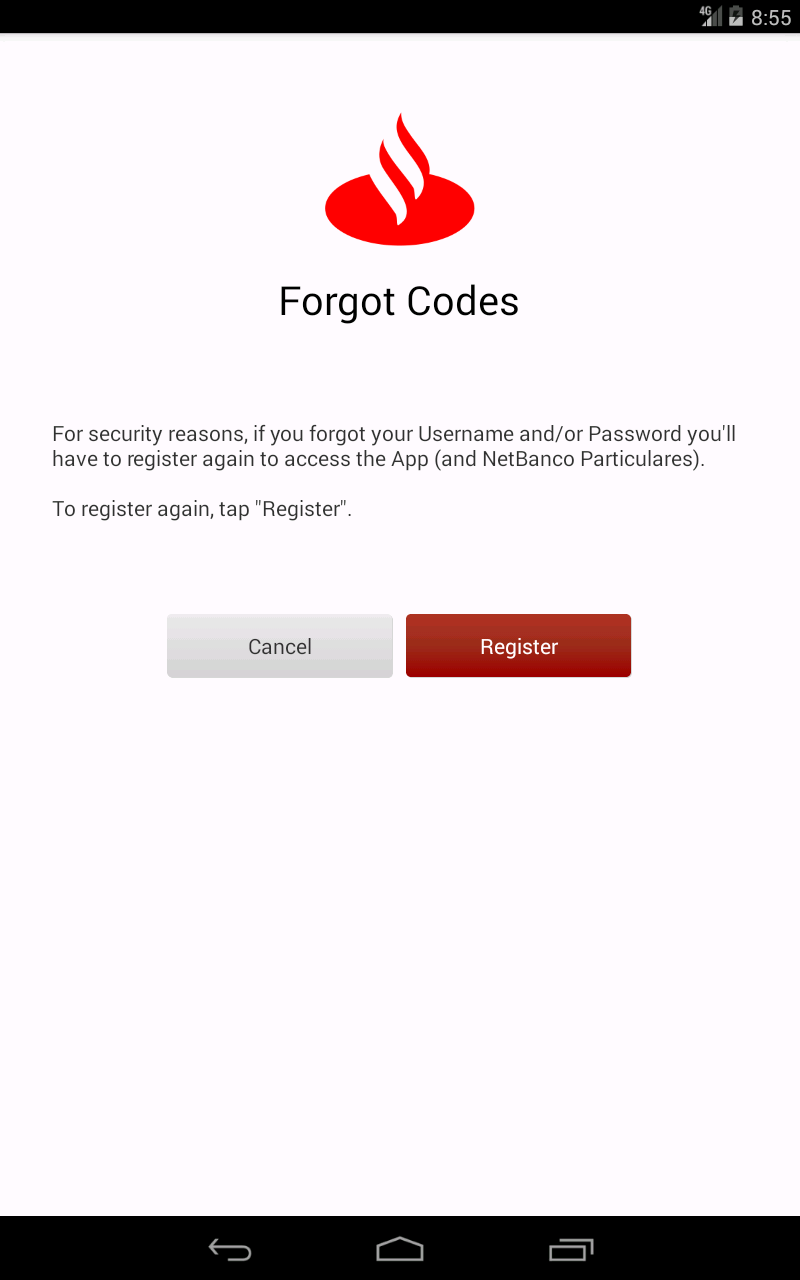 4G 8:55
Forgot Codes
For security reasons, if you forgot your Username and/or Password you'll
have to register again to access the App (and NetBanco Particulares).
To register again, tap "Register".
Cancel Register